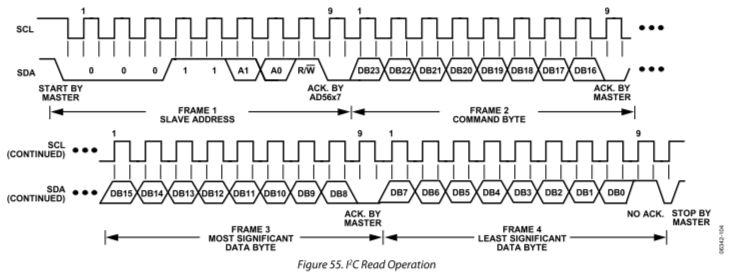 1 9 1 9
SCL
SDA 0 0 0 1 1 A1 A0 R/W̅ DB23 DB22 DB21 DB20 DB19 DB18 DB17 DB16
START BY MASTER
ACK. BY AD56x7
ACK. BY MASTER
FRAME 1
SLAVE ADDRESS
FRAME 2
COMMAND BYTE
1 9 1 9
SCL
(CONTINUED)
SDA
(CONTINUED)
DB15 DB14 DB13 DB12 DB11 DB10 DB9 DB8 DB7 DB6 DB5 DB4 DB3 DB2 DB1 DB0
ACK. BY MASTER
NO ACK.
STOP BY MASTER
FRAME 3
MOST SIGNIFICANT
DATA BYTE
FRAME 4
LEAST SIGNIFICANT
DATA BYTE
06342-104
Figure 55. I²C Read Operation